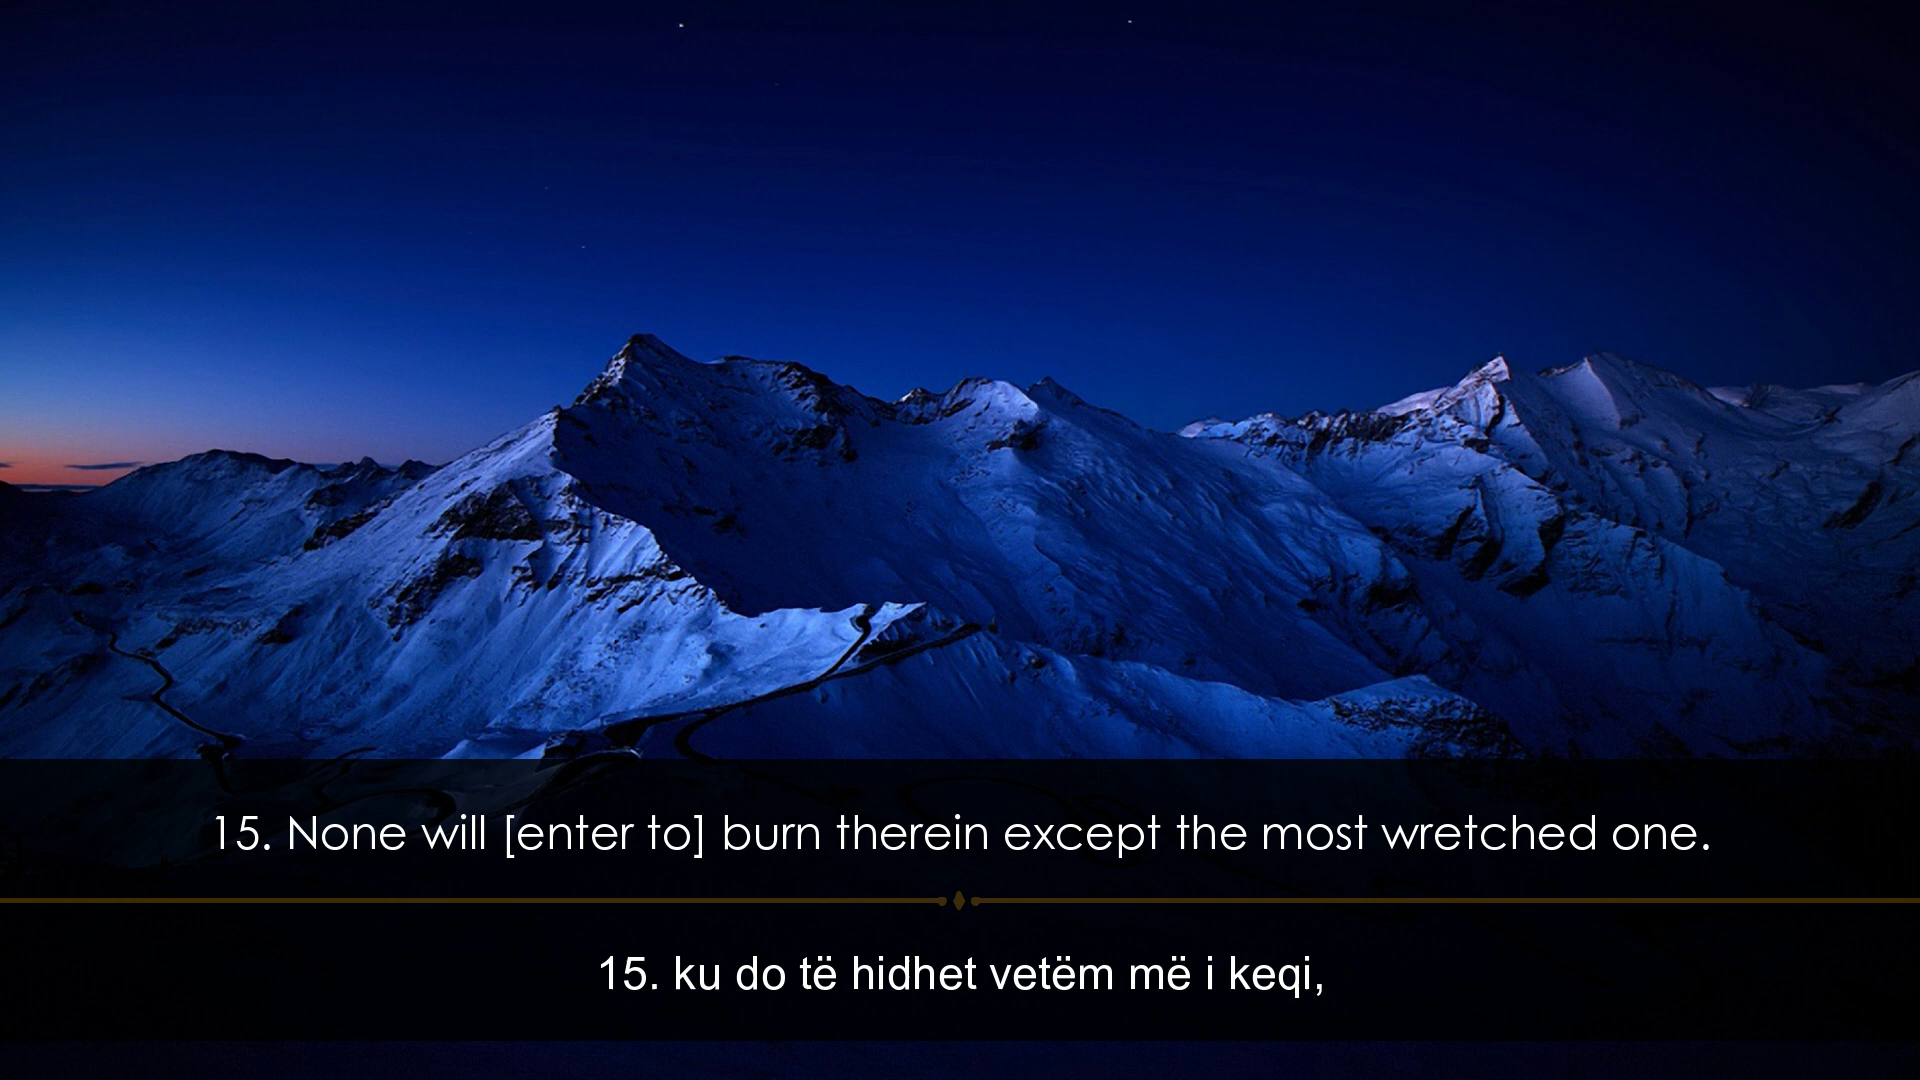 15. None will [enter to] burn therein except the most wretched one.
15. ku do të hidhet vetëm më i keqi,